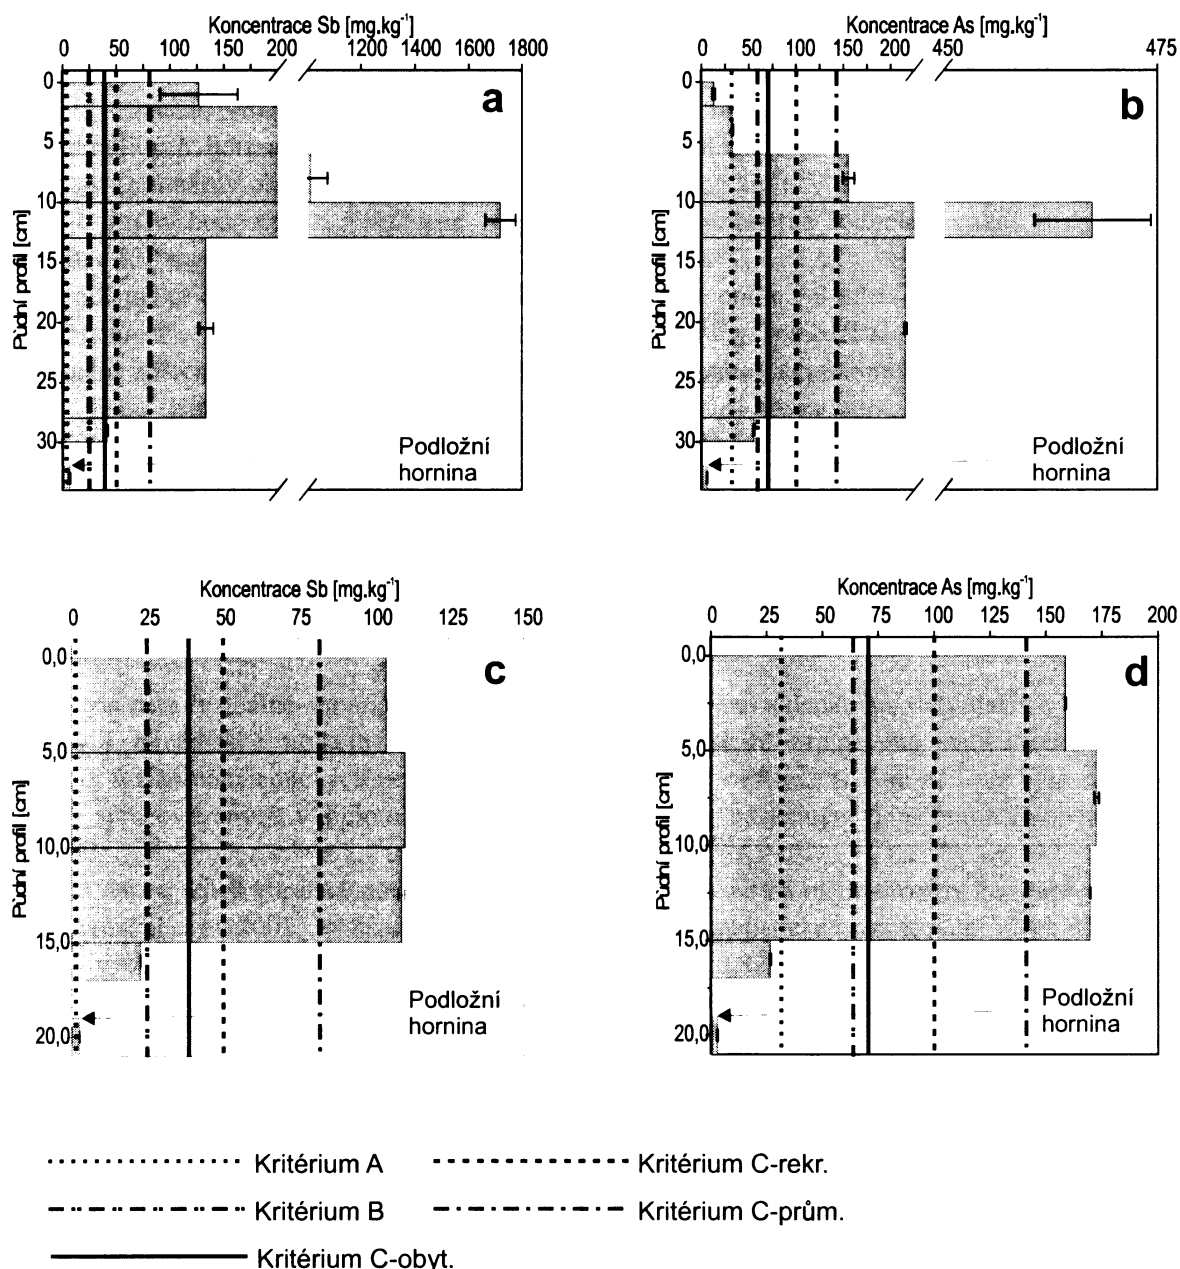 Koncentrace Sb [mg.kg⁻¹]
0 50 100 150 200 1200 1400 1600 1800
0
5
10
15
20
25
30
Půdní profil [cm]
a
Podložní
hornina
Koncentrace As [mg.kg⁻¹]
0 50 100 150 200 450 475
0
5
10
15
20
25
30
Půdní profil [cm]
b
Podložní
hornina
Koncentrace Sb [mg.kg⁻¹]
0 25 50 75 100 125 150
0,0
5,0
10,0
15,0
20,0
Půdní profil [cm]
c
Podložní
hornina
Koncentrace As [mg.kg⁻¹]
0 25 50 75 100 125 150 175 200
0,0
5,0
10,0
15,0
20,0
Půdní profil [cm]
d
Podložní
hornina
Kritérium A
Kritérium C-rekr.
Kritérium B
Kritérium C-prům.
Kritérium C-obyt.